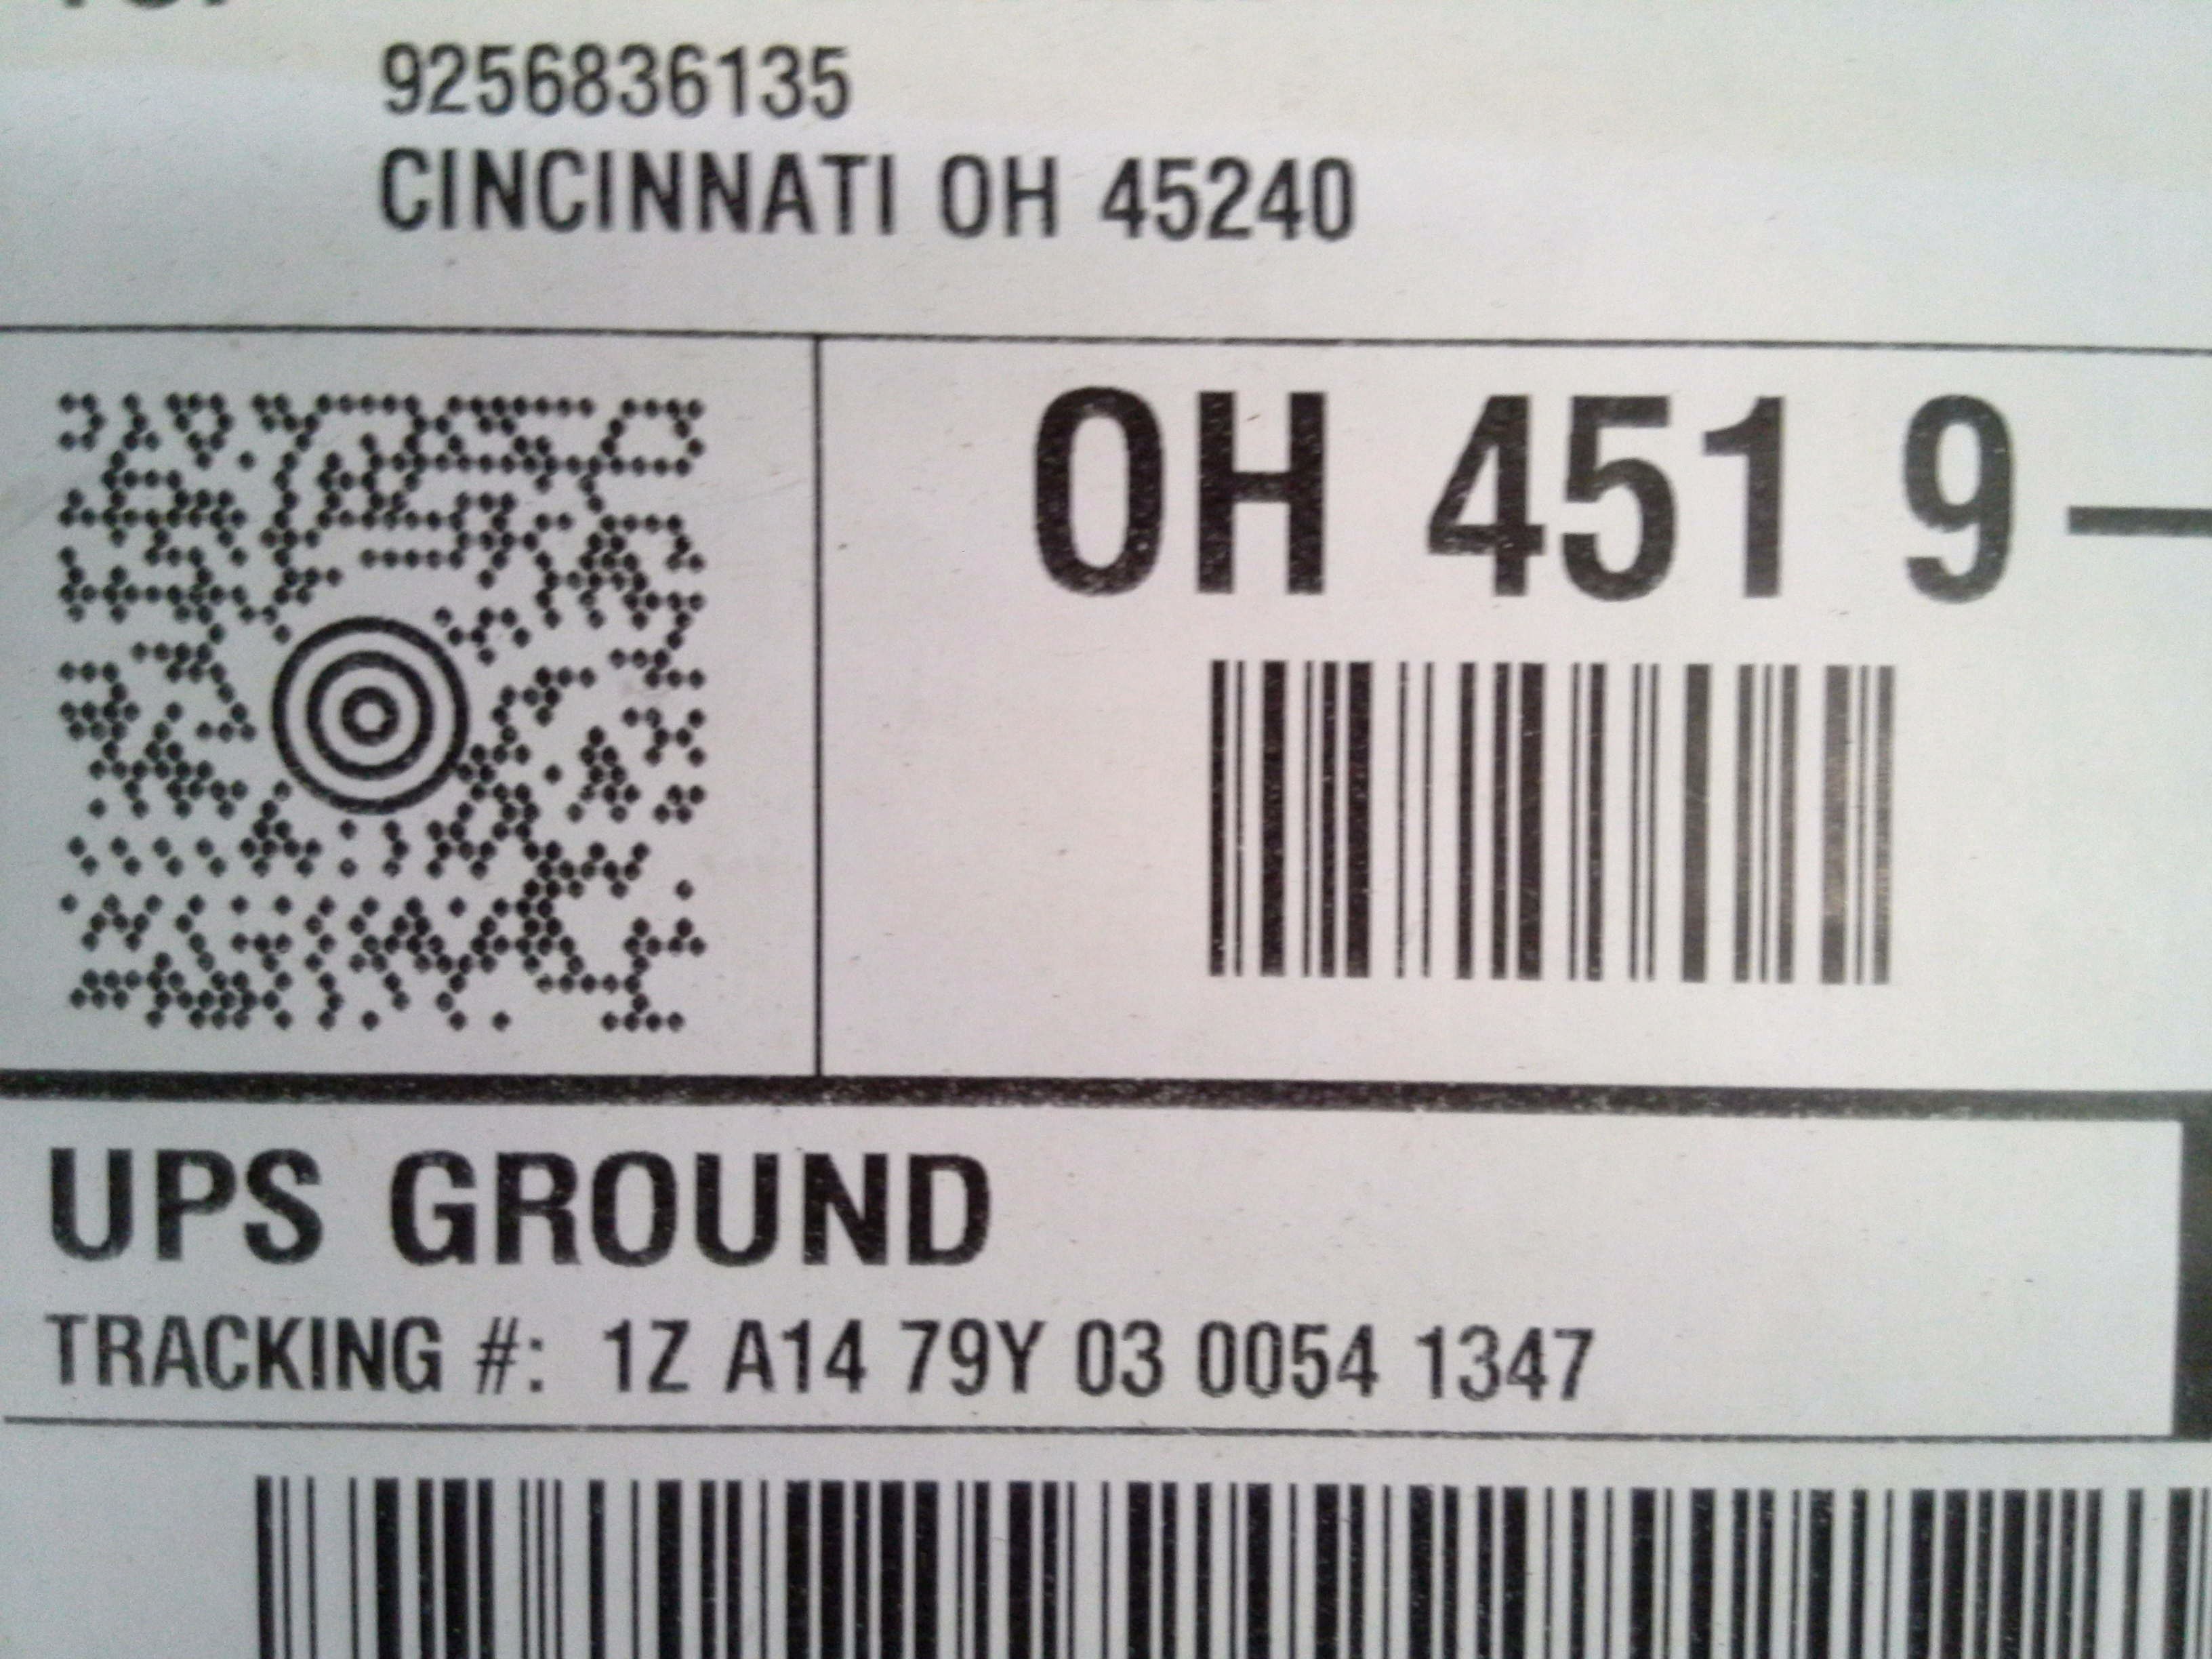 9256836135
CINCINNATI OH 45240
OH 451 9
UPS GROUND
TRACKING #: 1Z A14 79Y 03 0054 1347